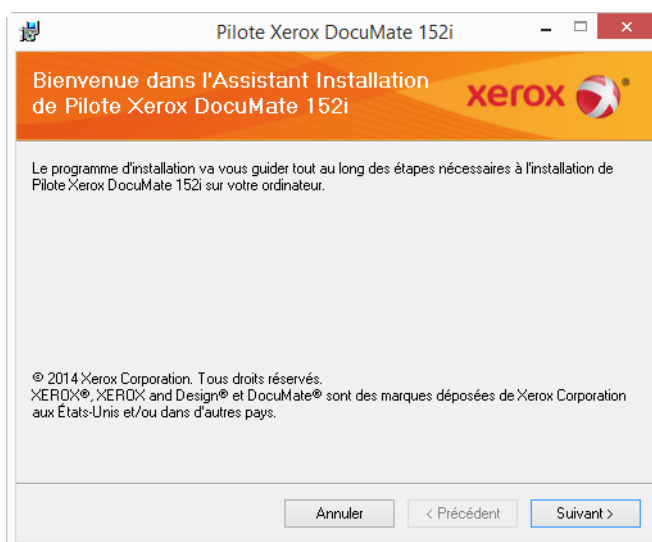 Pilote Xerox DocuMate 152i
Bienvenue dans l'Assistant Installation
de Pilote Xerox DocuMate 152i
xerox
Le programme d'installation va vous guider tout au long des étapes nécessaires à l'installation de
Pilote Xerox DocuMate 152i sur votre ordinateur.
© 2014 Xerox Corporation. Tous droits réservés.
XEROX®, XEROX and Design® et DocuMate® sont des marques déposées de Xerox Corporation
aux États-Unis et/ou dans d'autres pays.
Annuler
< Précédent
Suivant >